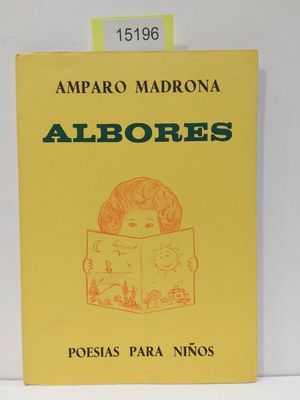 15196
AMPARO MADRONA
ALBORES
POESIAS PARA NIÑOS